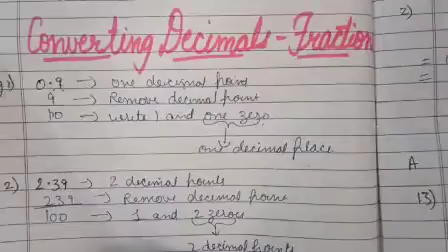 Converting Decimals - Fraction
1) 0.9 → one decimal point
9 → Remove decimal point
10 → write 1 and one zero
one decimal place
2) 2.39 → 2 decimal points
239 → Remove decimal point
100 → 1 and 2 zeroes
2 decimal points
2)
=
=
A
13)